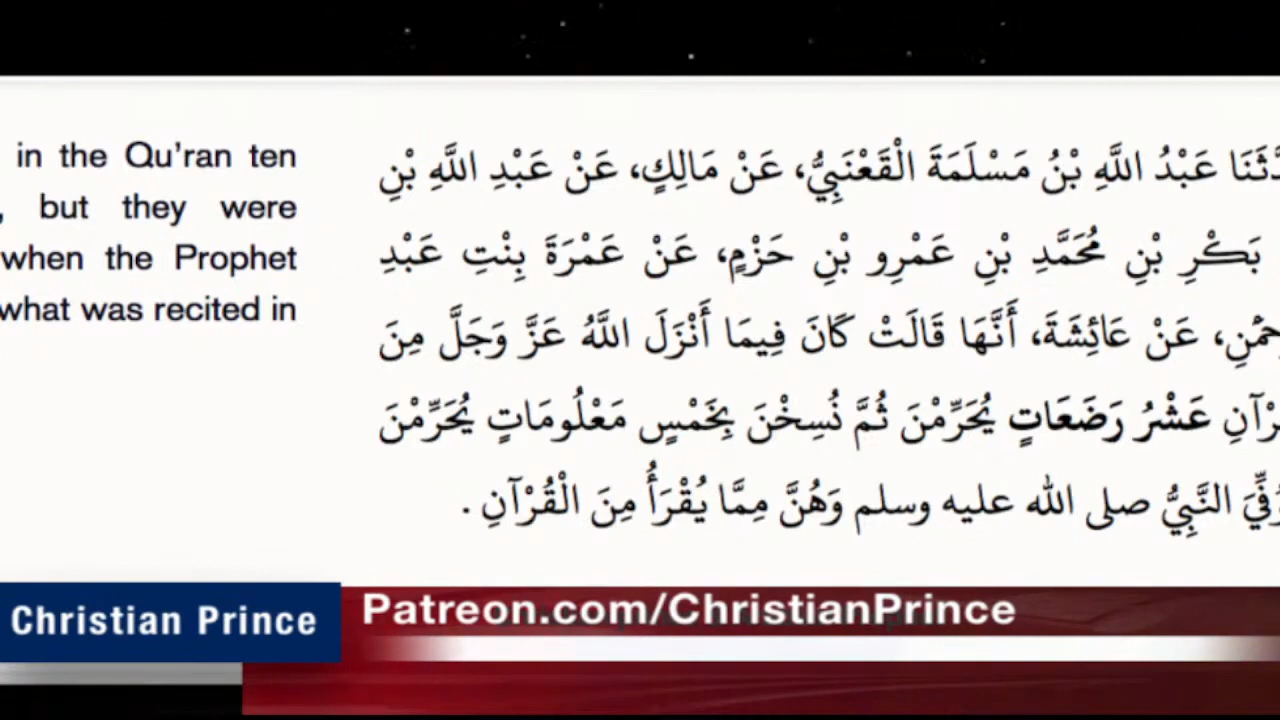 in the Qu’ran ten
, but they were
when the Prophet
what was recited in
عَبْدُ اللَّهِ بْنُ مَسْلَمَةَ الْقَعْنَبِيُّ، عَنْ مَالِكٍ، عَنْ عَبْدِ اللَّهِ بْنِ
بَكْرِ بْنِ مُحَمَّدِ بْنِ عَمْرِو بْنِ حَزْمٍ، عَنْ عَمْرَةَ بِنْتِ عَبْدِ
عَنْ عَائِشَةَ، أَنَّهَا قَالَتْ كَانَ فِيمَا أَنْزَلَ اللَّهُ عَزَّ وَجَلَّ مِنَ
عَشْرُ رَضَعَاتٍ يُحَرِّمْنَ ثُمَّ نُسِخْنَ بِخَمْسٍ مَعْلُومَاتٍ يُحَرِّمْنَ
النَّبِيُّ صلى الله عليه وسلم وَهُنَّ مِمَّا يُقْرَأُ مِنَ الْقُرْآنِ .
Christian Prince
Patreon.com/ChristianPrince